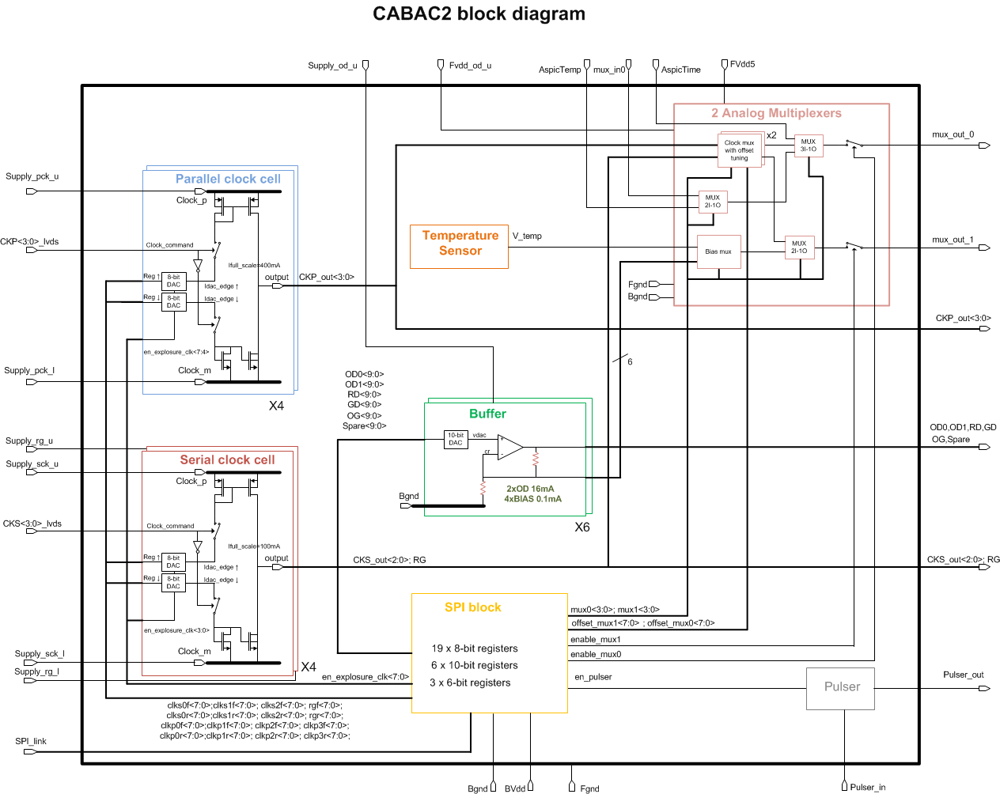 CABAC2 block diagram
Supply_od_u
Fvdd_od_u
AspicTemp
mux_in0
AspicTime
FVdd5
2 Analog Multiplexers
Clock mux
with offset
tuning
x2
MUX
3I-1O
mux_out_0
MUX
2I-1O
Bias mux
MUX
2I-1O
mux_out_1
Fgnd
Bgnd
Temperature
Sensor
V_temp
Supply_pck_u
Parallel clock cell
Clock_p
CKP<3:0>_lvds
Clock_command
Ifull_scale=400mA
Reg ↑
8-bit
DAC
Idac_edge ↑
output
CKP_out<3:0>
Reg ↓
8-bit
DAC
Idac_edge ↓
CKP_out<3:0>
en_explosure_clk<7:4>
Supply_pck_l
Clock_m
X4
6
OD0<9:0>
OD1<9:0>
RD<9:0>
GD<9:0>
OG<9:0>
Spare<9:0>
Buffer
10-bit
DAC
vdac
+
-
cr
2xOD 16mA
4xBIAS 0.1mA
Bgnd
X6
OD0,OD1,RD,GD
OG,Spare
Supply_rg_u
Supply_sck_u
Serial clock cell
Clock_p
CKS<3:0>_lvds
Clock_command
Ifull_scale=100mA
Reg ↑
8-bit
DAC
Idac_edge ↑
output
CKS_out<2:0>; RG
Reg ↓
8-bit
DAC
Idac_edge ↓
CKS_out<2:0>; RG
en_explosure_clk<3:0>
Supply_sck_l
Clock_m
X4
Supply_rg_l
SPI block
19 x 8-bit registers
6 x 10-bit registers
3 x 6-bit registers
mux0<3:0>; mux1<3:0>
offset_mux1<7:0> ; offset_mux0<7:0>
enable_mux1
enable_mux0
en_pulser
en_explosure_clk<7:0>
Pulser
Pulser_out
clks0f<7:0>;clks1f<7:0>; clks2f<7:0>; rgf<7:0>;
clks0r<7:0>;clks1r<7:0>; clks2r<7:0>; rgr<7:0>;
clkp0f<7:0>;clkp1f<7:0>; clkp2f<7:0>; clkp3f<7:0>;
clkp0r<7:0>;clkp1r<7:0>; clkp2r<7:0>; clkp3r<7:0>;
SPI_link
Bgnd
BVdd
Fgnd
Pulser_in